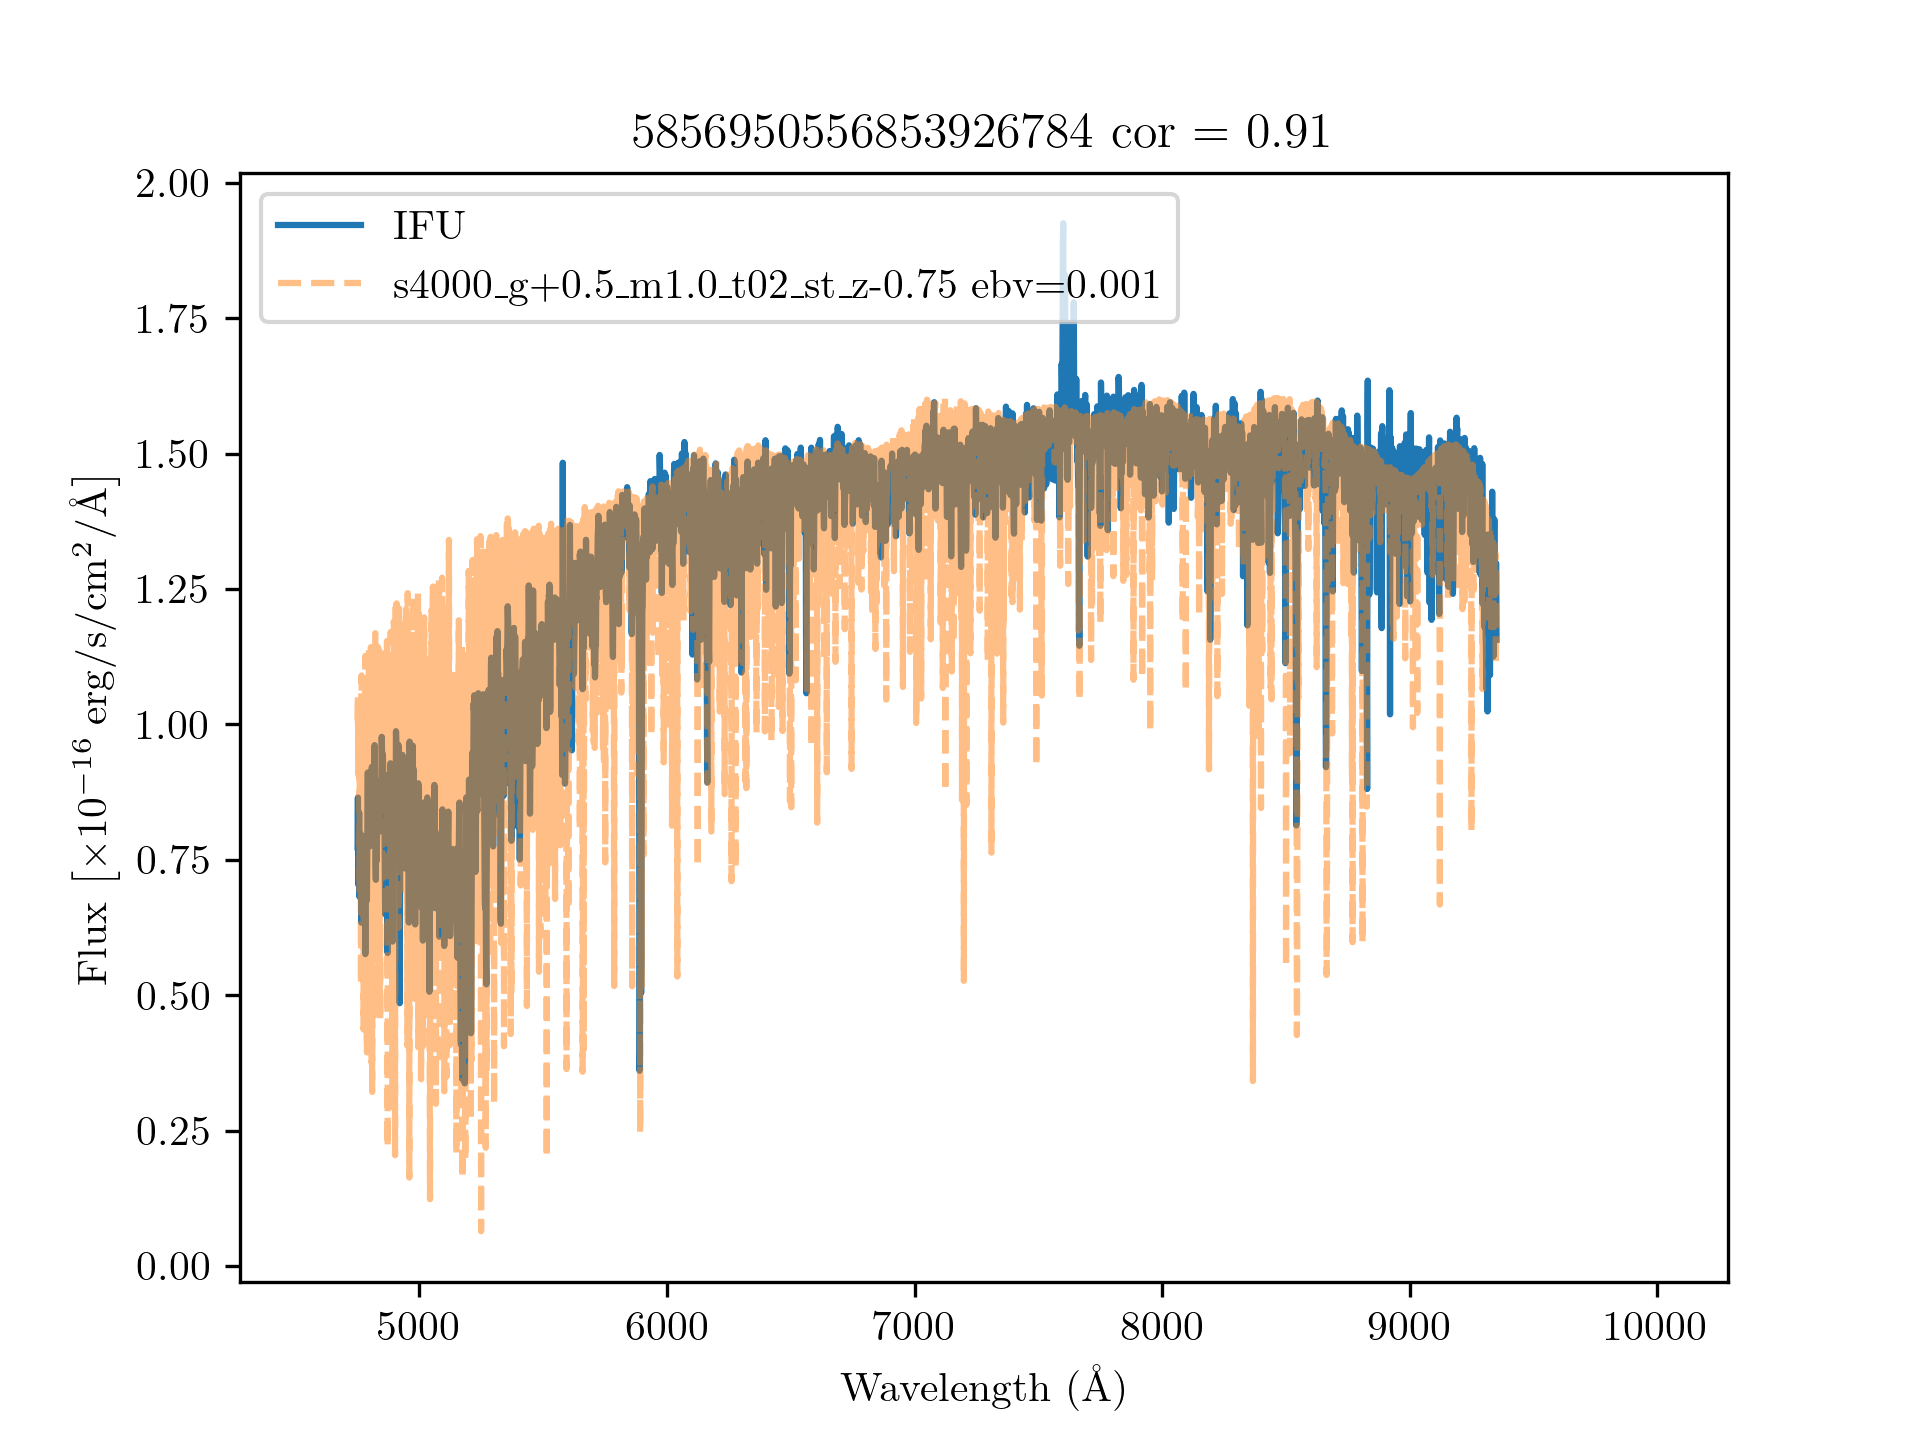 5856950556853926784 cor = 0.91
IFU
s4000_g+0.5_m1.0_t02_st_z-0.75 ebv=0.001
2.00
1.75
1.50
1.25
1.00
0.75
0.50
0.25
0.00
Flux [×10⁻¹⁶ erg/s/cm²/Å]
5000 6000 7000 8000 9000 10000
Wavelength (Å)